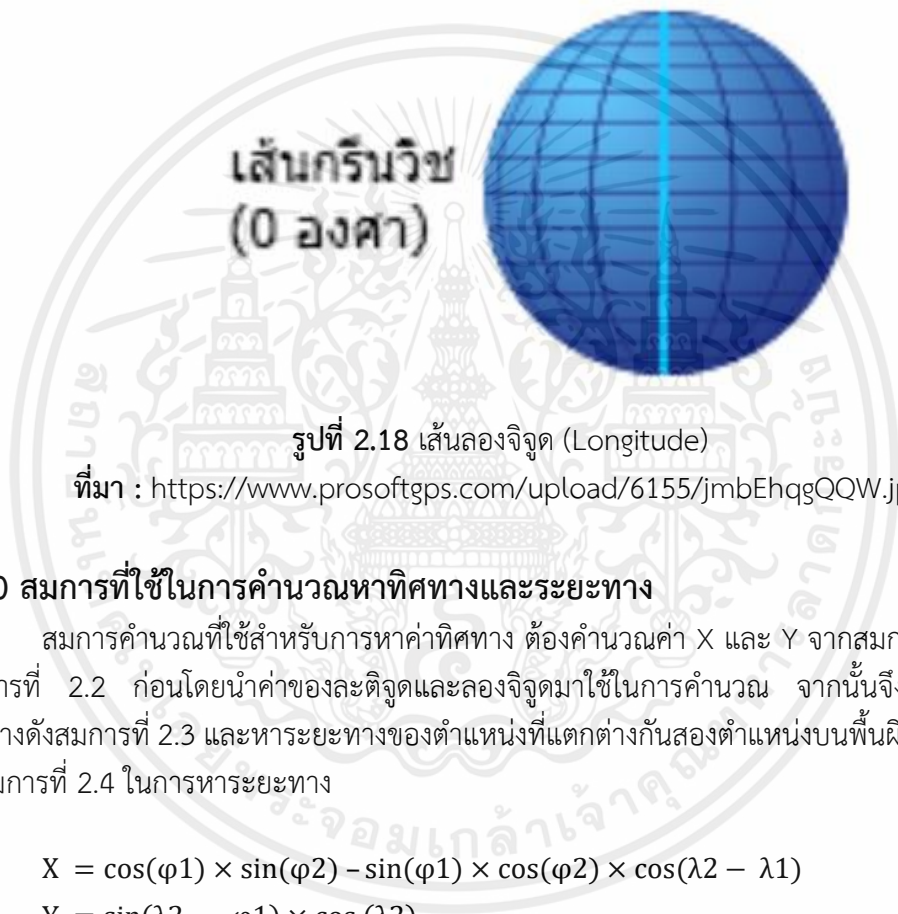 เส้นกรีนวิช
(0 องศา)
รูปที่ 2.18 เส้นลองจิจูด (Longitude)
ที่มา : https://www.prosoftgps.com/upload/6155/jmbEhqgQQW.jp
0 สมการที่ใช้ในการคำนวณหาทิศทางและระยะทาง
สมการคำนวณที่ใช้สำหรับการหาค่าทิศทาง ต้องคำนวณค่า X และ Y จากสมก
ารที่ 2.2 ก่อนโดยนำค่าของละติจูดและลองจิจูดมาใช้ในการคำนวณ จากนั้นจึง
างดังสมการที่ 2.3 และหาระยะทางของตำแหน่งที่แตกต่างกันสองตำแหน่งบนพื้นผิ
มการที่ 2.4 ในการหาระยะทาง
X = cos(φ1) × sin(φ2) – sin(φ1) × cos(φ2) × cos(λ2 − λ1)